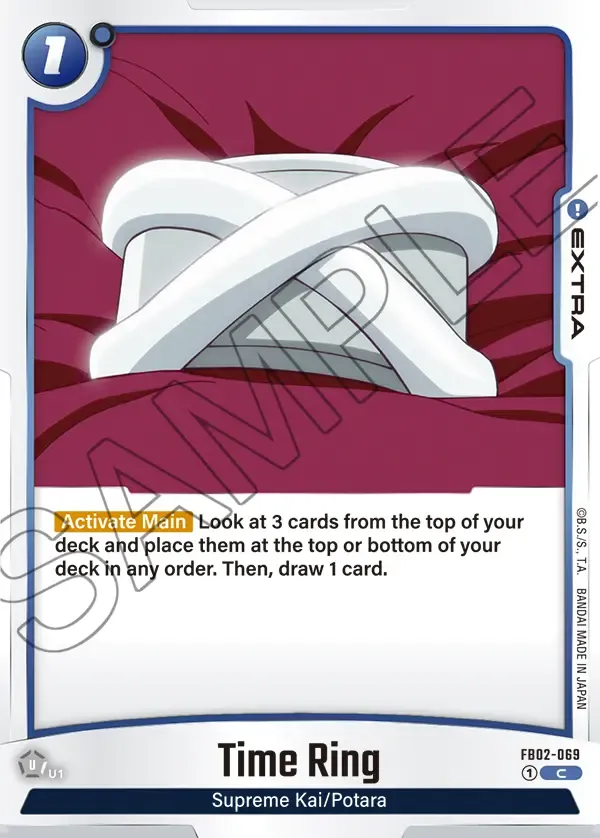 1
EXTRA
SAMPLE
Activate Main Look at 3 cards from the top of your
deck and place them at the top or bottom of your
deck in any order. Then, draw 1 card.
©B.S./S., T.A. BANDAI MADE IN JAPAN
U/U1
Time Ring
FB02-069
1 C
Supreme Kai/Potara